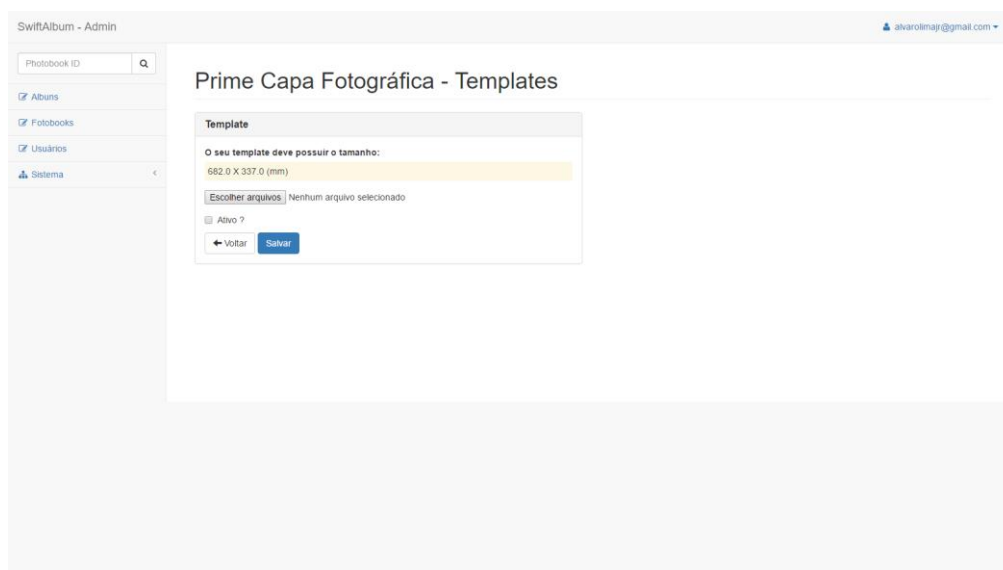 SwiftAlbum - Admin
alvarolimajr@gmail.com
Photobook ID
Albuns
Fotobooks
Usuários
Sistema
Prime Capa Fotográfica - Templates
Template
O seu template deve possuir o tamanho:
682.0 X 337.0 (mm)
Escolher arquivos Nenhum arquivo selecionado
Ativo ?
Voltar Salvar